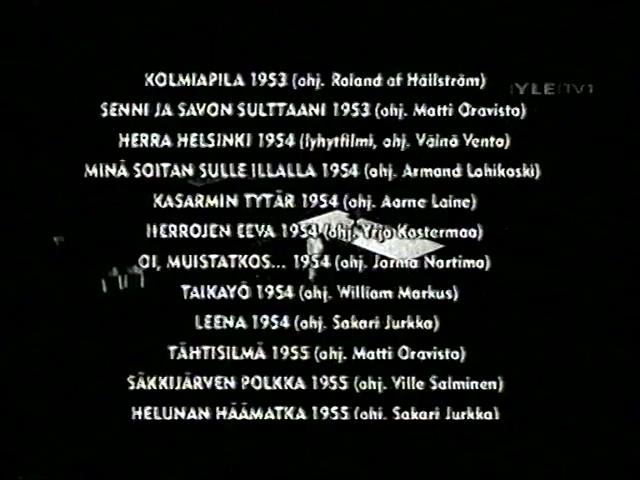 KOLMIAPILA 1953 (ohj. Roland af Hällström)
YLE TV1
SENNI JA SAVON SULTTAANI 1953 (ohj. Matti Oravisto)
HERRA HELSINKI 1954 (lyhytfilmi, ohj. Väinö Vento)
MINÄ SOITAN SULLE ILLALLA 1954 (ohj. Armand Lohikoski)
KASARMIN TYTÄR 1954 (ohj. Aarne Laine)
HERROJEN EEVA 1954 (ohj. Yrjö Kostermaa)
OI, MUISTATKOS... 1954 (ohj. Jorma Nortimo)
TAIKAYÖ 1954 (ohj. William Markus)
LEENA 1954 (ohj. Sakari Jurkka)
TÄHTISILMÄ 1955 (ohj. Matti Oravisto)
SÄKKIJÄRVEN POLKKA 1955 (ohj. Ville Salminen)
HELUNAN HÄÄMATKA 1955 (ohj. Sakari Jurkka)